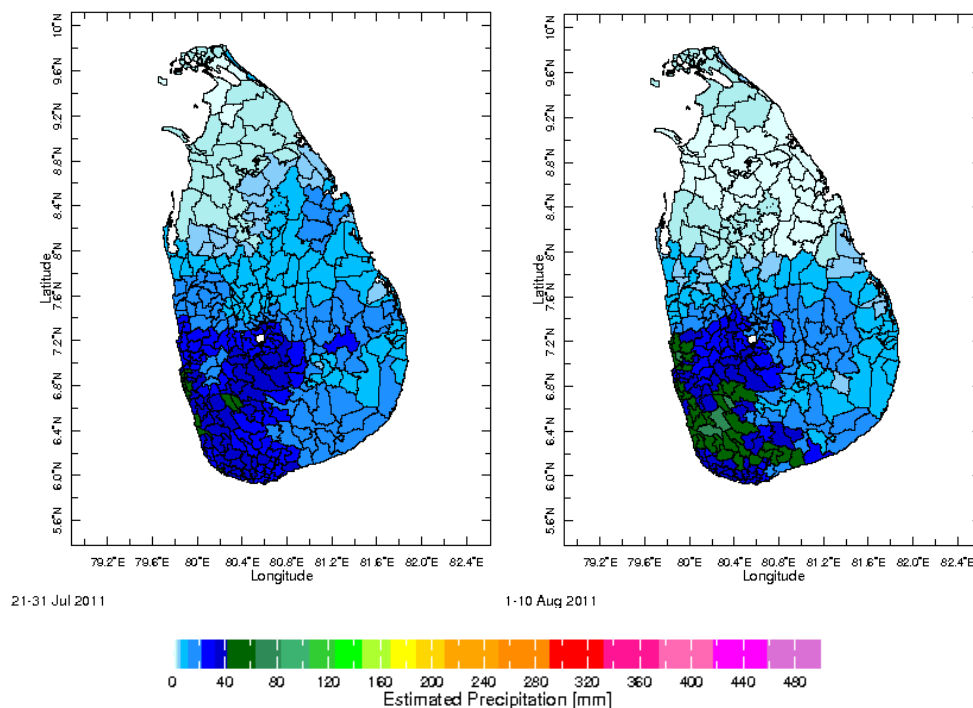 10°N
9.6°N
9.2°N
8.8°N
8.4°N
8°N
7.6°N
7.2°N
6.8°N
6.4°N
6.0°N
5.6°N
Latitude
79.2°E 79.6°E 80°E 80.4°E 80.8°E 81.2°E 81.6°E 82.0°E 82.4°E
Longitude
21-31 Jul 2011
10°N
9.6°N
9.2°N
8.8°N
8.4°N
8°N
7.6°N
7.2°N
6.8°N
6.4°N
6.0°N
5.6°N
Latitude
79.2°E 79.6°E 80°E 80.4°E 80.8°E 81.2°E 81.6°E 82.0°E 82.4°E
Longitude
1-10 Aug 2011
0 40 80 120 160 200 240 280 320 360 400 440 480
Estimated Precipitation [mm]